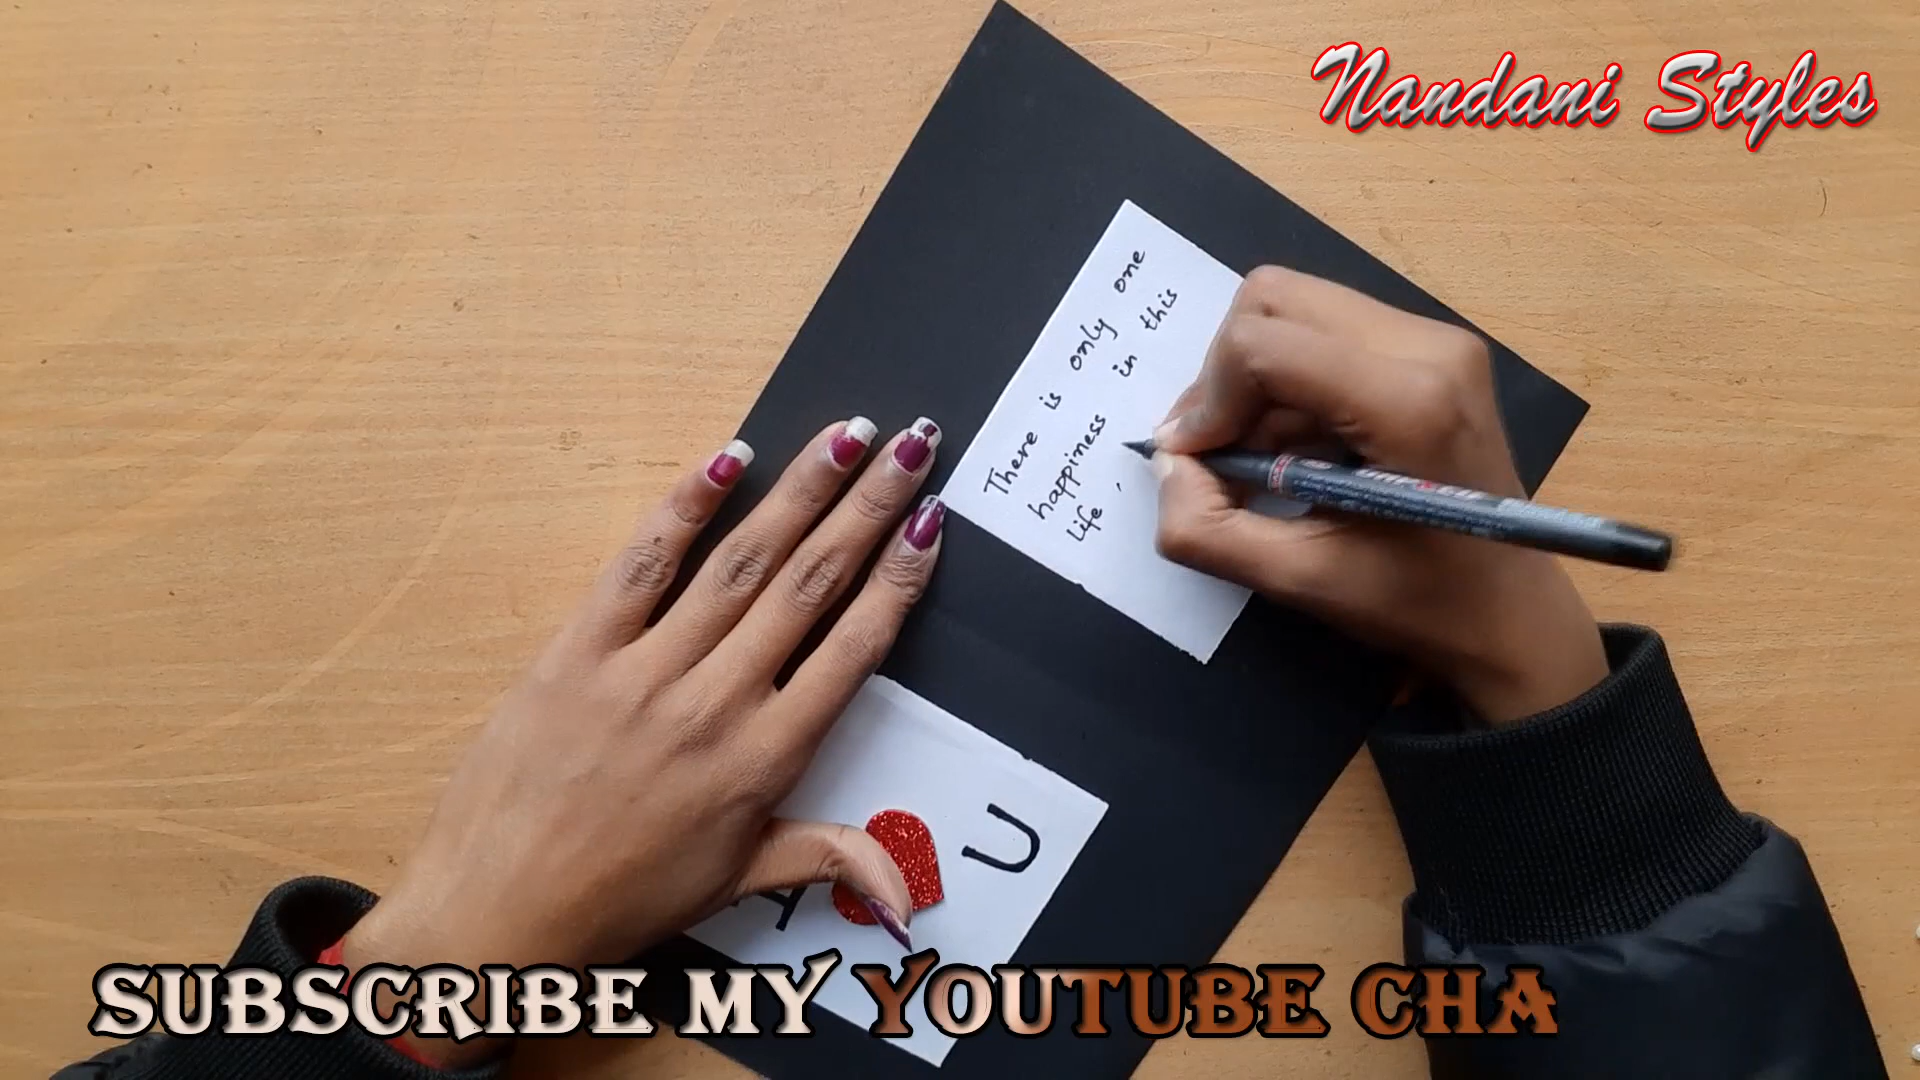 Nandani Styles
There is only one
happiness in this
life,
I U
SUBSCRIBE MY YOUTUBE CHA